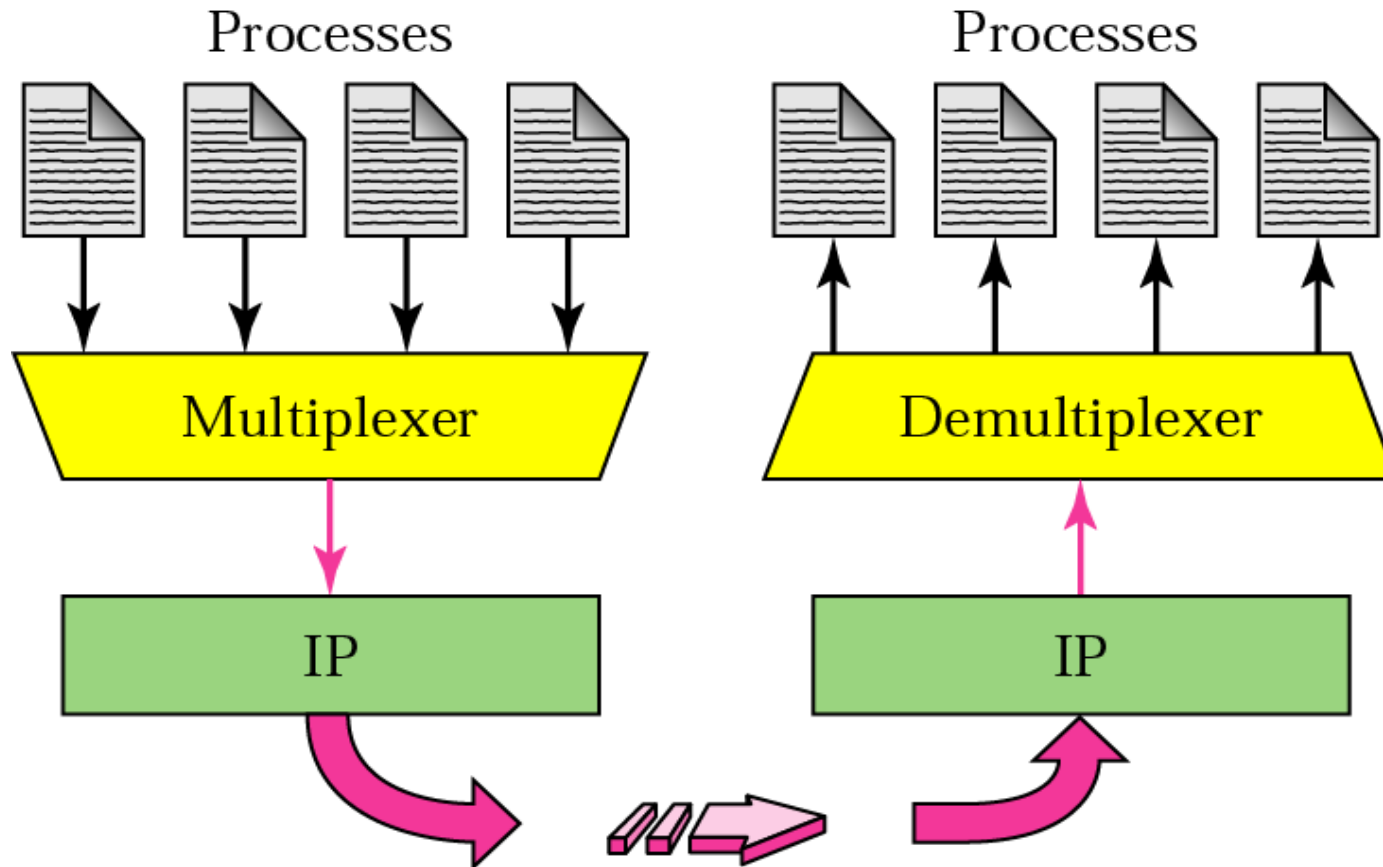 Processes
Processes
Multiplexer
Demultiplexer
IP
IP